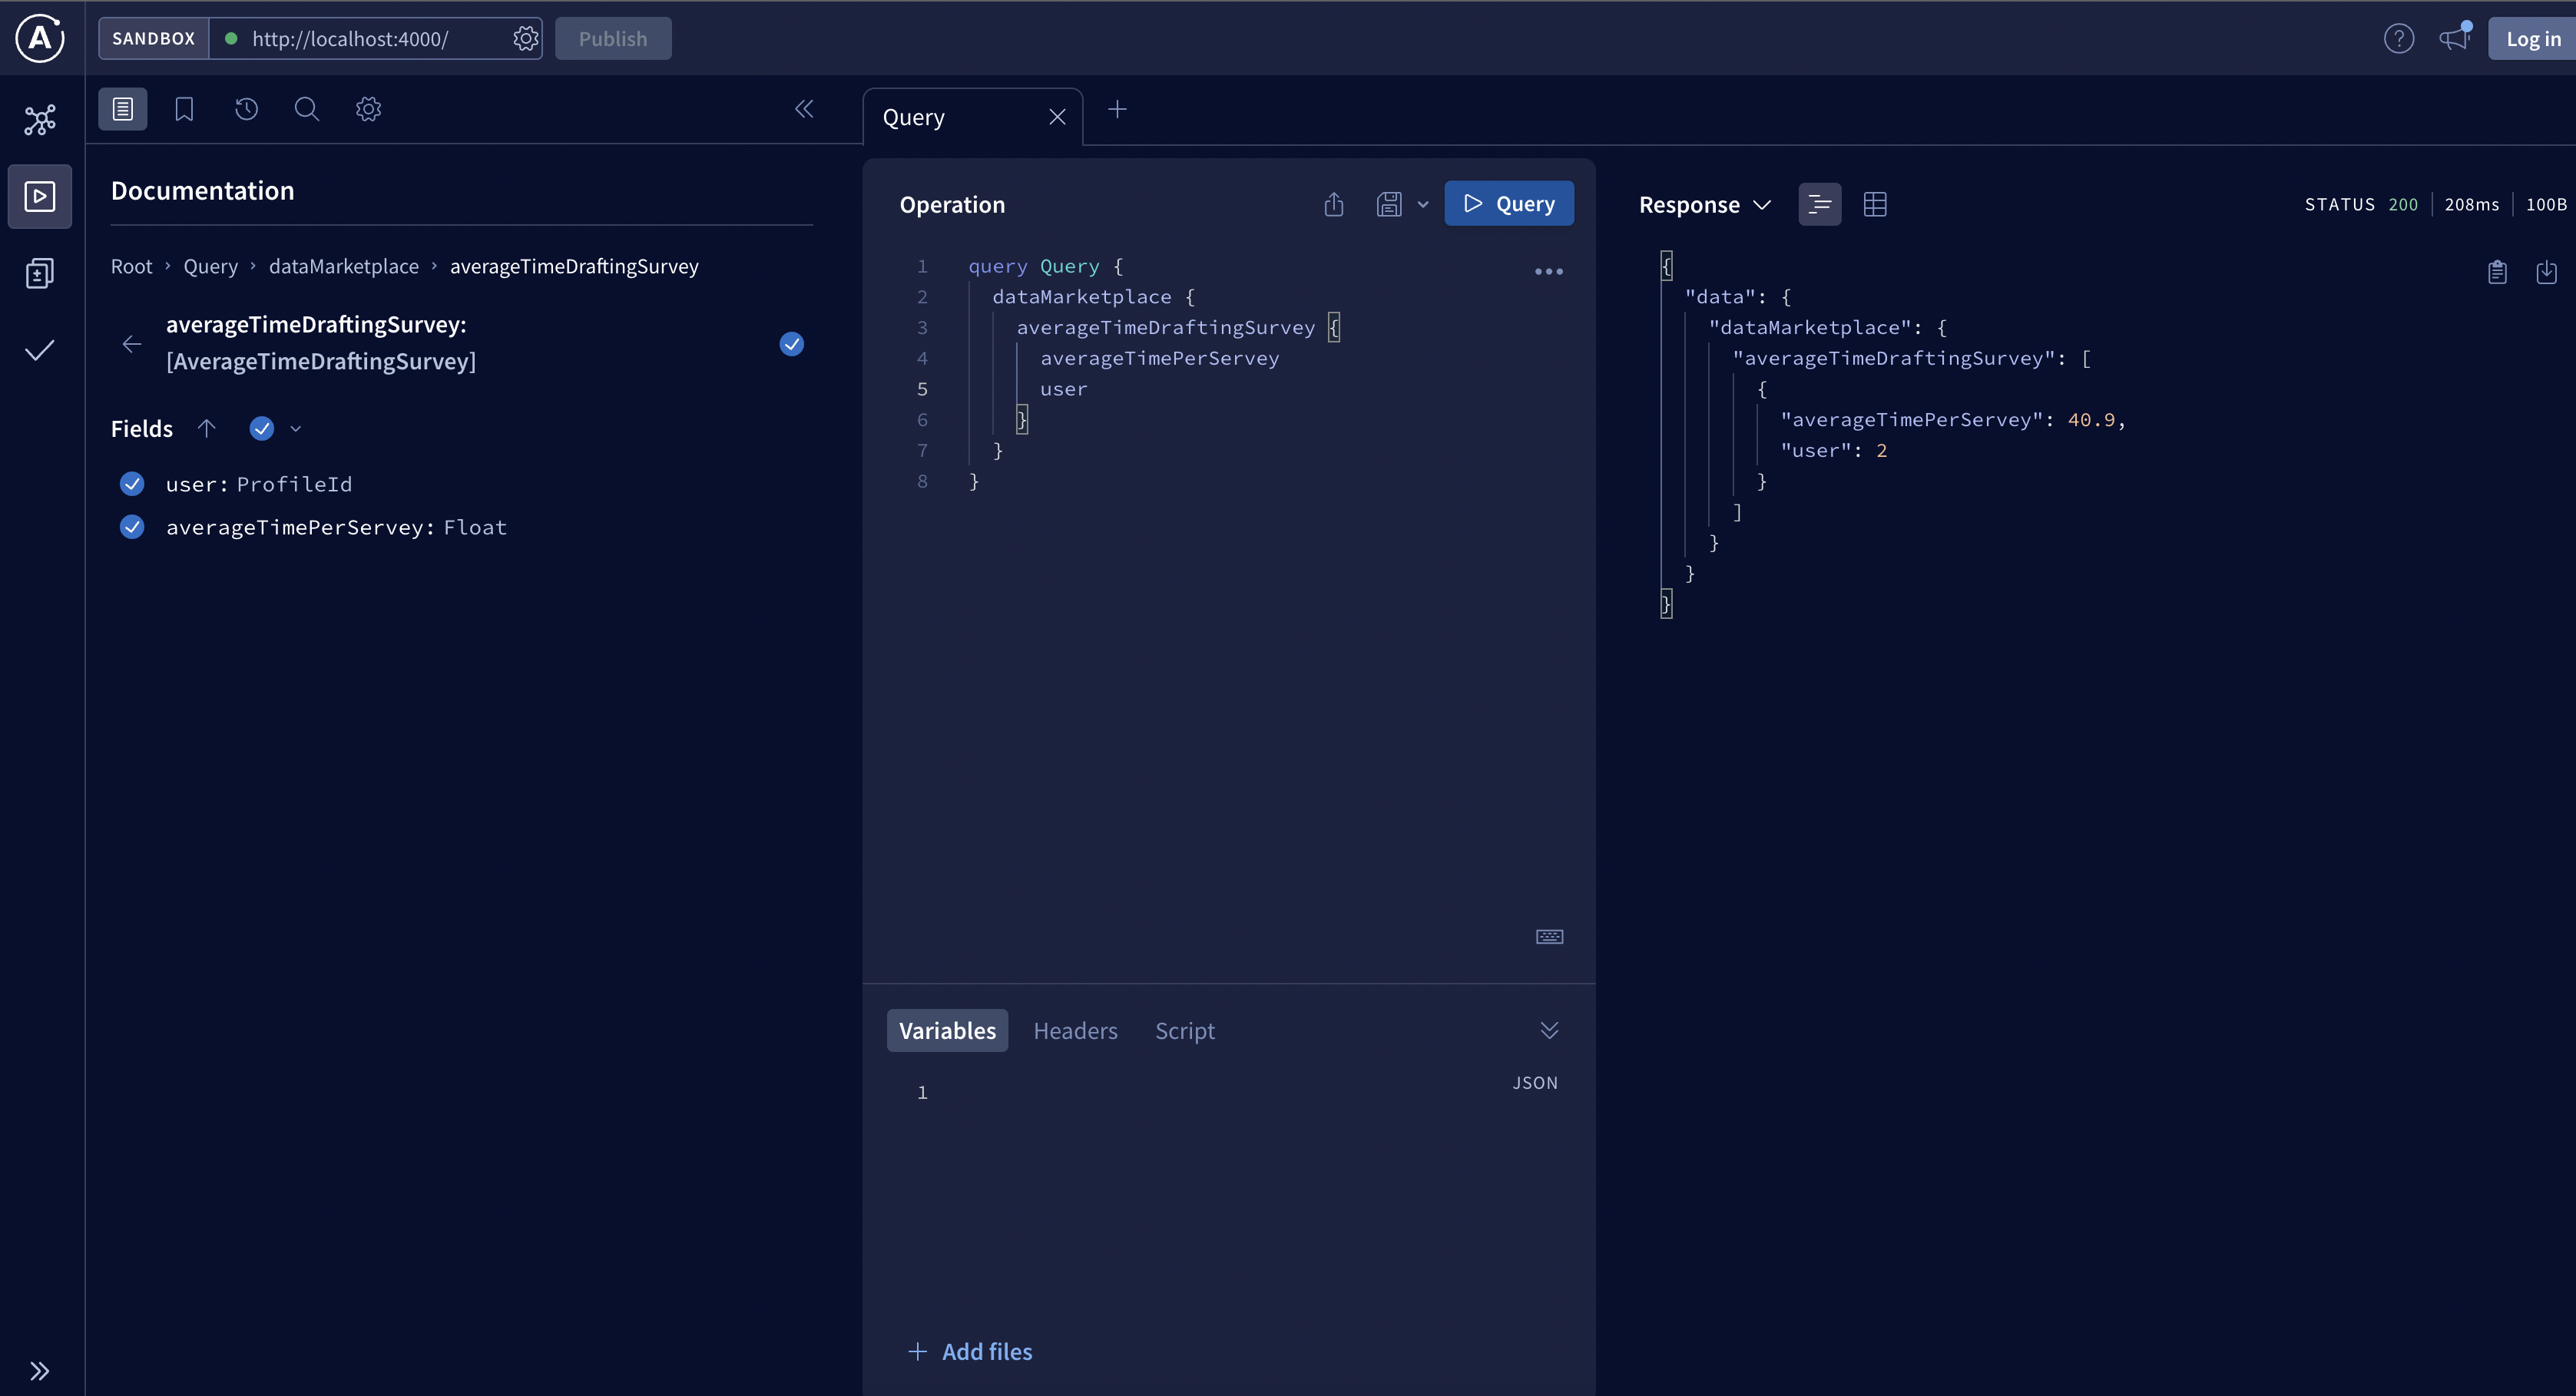 A
SANDBOX
http://localhost:4000/
Publish
?
Log in
Documentation
Root › Query › dataMarketplace › averageTimeDraftingSurvey
averageTimeDraftingSurvey:
[AverageTimeDraftingSurvey]
Fields
user: ProfileId
averageTimePerServey: Float
Query
Operation
Query
1 query Query {
2 dataMarketplace {
3 averageTimeDraftingSurvey {
4 averageTimePerServey
5 user
6 }
7 }
8 }
Variables Headers Script
1
JSON
Add files
Response
STATUS 200 208ms 100B
{
"data": {
"dataMarketplace": {
"averageTimeDraftingSurvey": [
{
"averageTimePerServey": 40.9,
"user": 2
}
]
}
}
}